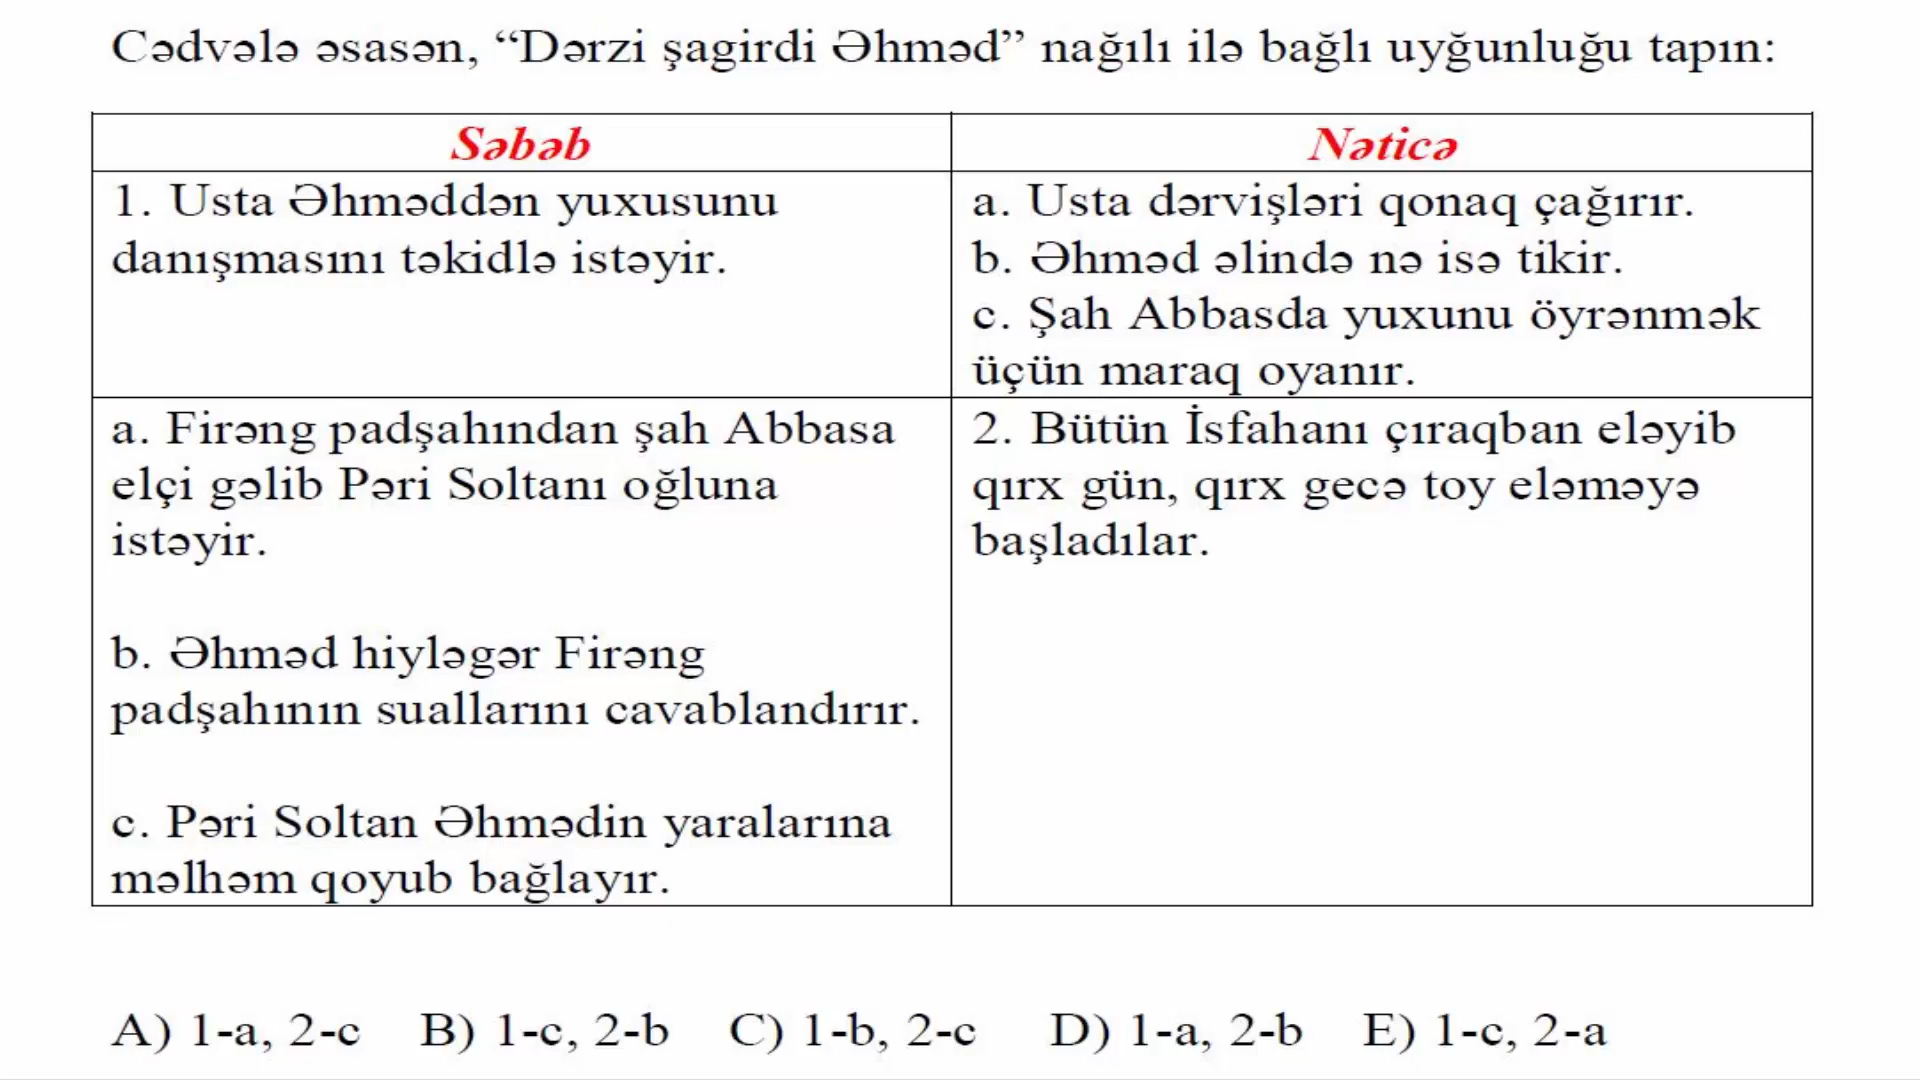 Cədvələ əsasən, “Dərzi şagirdi Əhməd” nağılı ilə bağlı uyğunluğu tapın:
Səbəb
Nəticə
1. Usta Əhməddən yuxusunu
danışmasını təkidlə istəyir.
a. Usta dərvişləri qonaq çağırır.
b. Əhməd əlində nə isə tikir.
c. Şah Abbasda yuxunu öyrənmək
üçün maraq oyanır.
a. Firəng padşahından şah Abbasa
elçi gəlib Pəri Soltanı oğluna
istəyir.
b. Əhməd hiyləgər Firəng
padşahının suallarını cavablandırır.
c. Pəri Soltan Əhmədin yaralarına
məlhəm qoyub bağlayır.
2. Bütün İsfahanı çıraqban eləyib
qırx gün, qırx gecə toy eləməyə
başladılar.
A) 1-a, 2-c B) 1-c, 2-b C) 1-b, 2-c D) 1-a, 2-b E) 1-c, 2-a